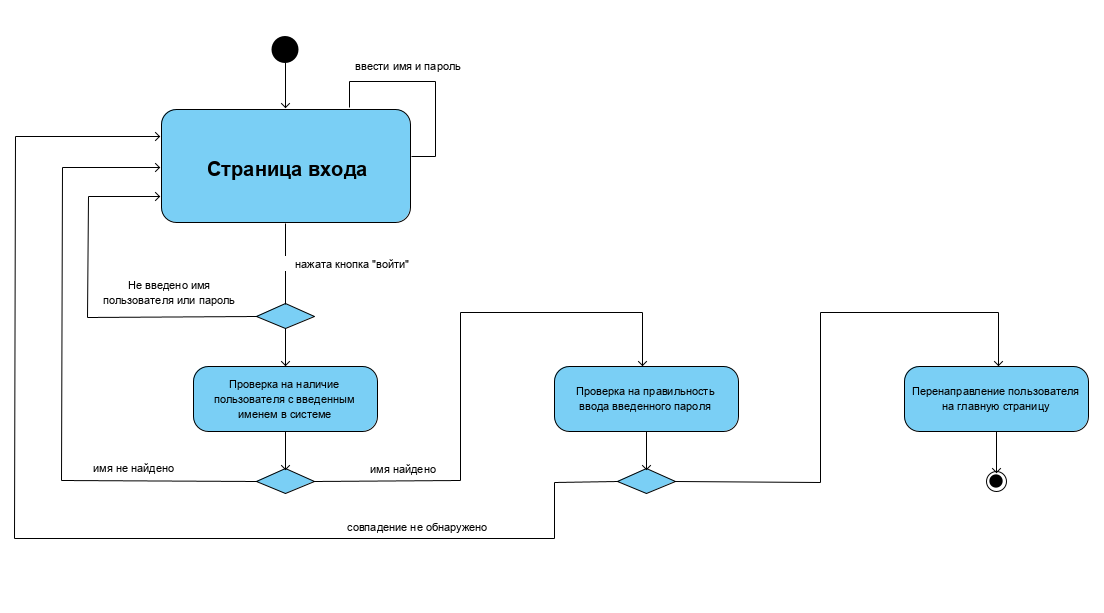 ввести имя и пароль
Страница входа
нажата кнопка "войти"
Не введено имя
пользователя или пароль
Проверка на наличие
пользователя с введенным
именем в системе
Проверка на правильность
ввода введенного пароля
Перенаправление пользователя
на главную страницу
имя не найдено
имя найдено
совпадение не обнаружено